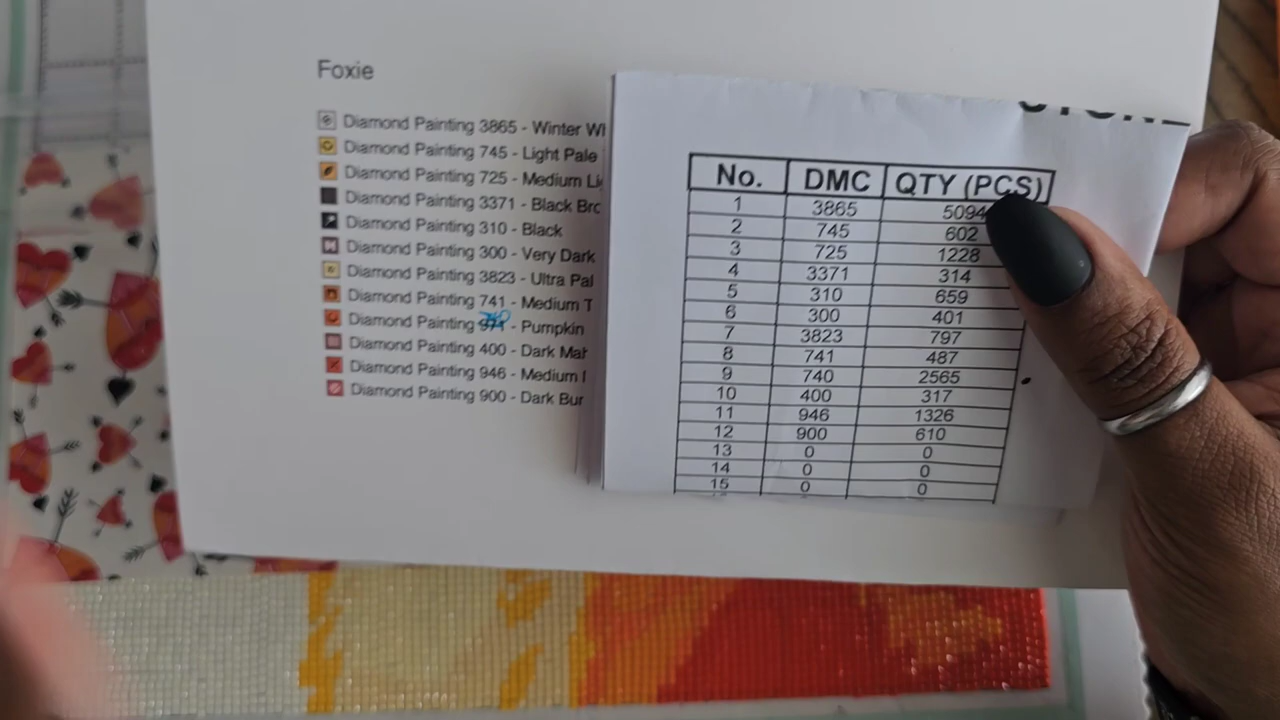 Foxie
Diamond Painting 3865 - Winter Wi
Diamond Painting 745 - Light Pale
Diamond Painting 725 - Medium Li
Diamond Painting 3371 - Black Bro
Diamond Painting 310 - Black
Diamond Painting 300 - Very Dark
Diamond Painting 3823 - Ultra Pal
Diamond Painting 741 - Medium T
Diamond Painting 971 - Pumpkin
740
Diamond Painting 400 - Dark Mah
Diamond Painting 946 - Medium
Diamond Painting 900 - Dark Bur
STONE
No. DMC QTY (PCS)
1 3865 5094
2 745 602
3 725 1228
4 3371 314
5 310 659
6 300 401
7 3823 797
8 741 487
9 740 2565
10 400 317
11 946 1326
12 900 610
13 0 0
14 0 0
15 0 0